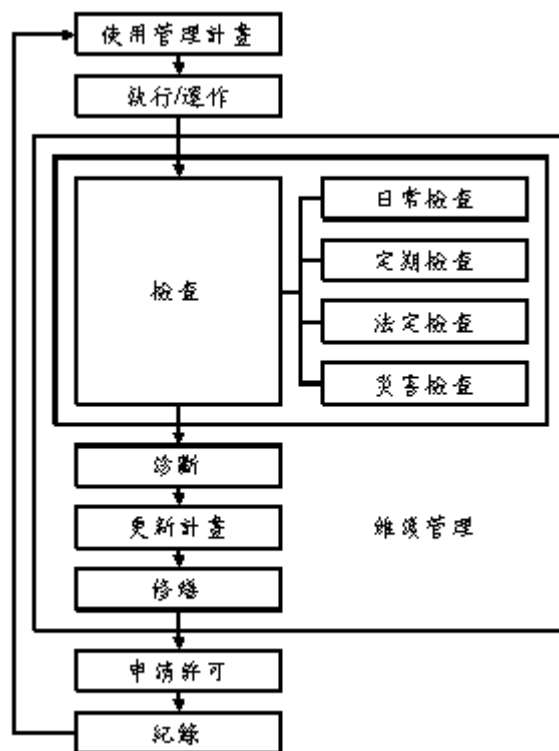 使用管理計畫
執行/運作
檢查
日常檢查
定期檢查
法定檢查
災害檢查
診斷
更新計畫
維護管理
修繕
申請許可
紀錄